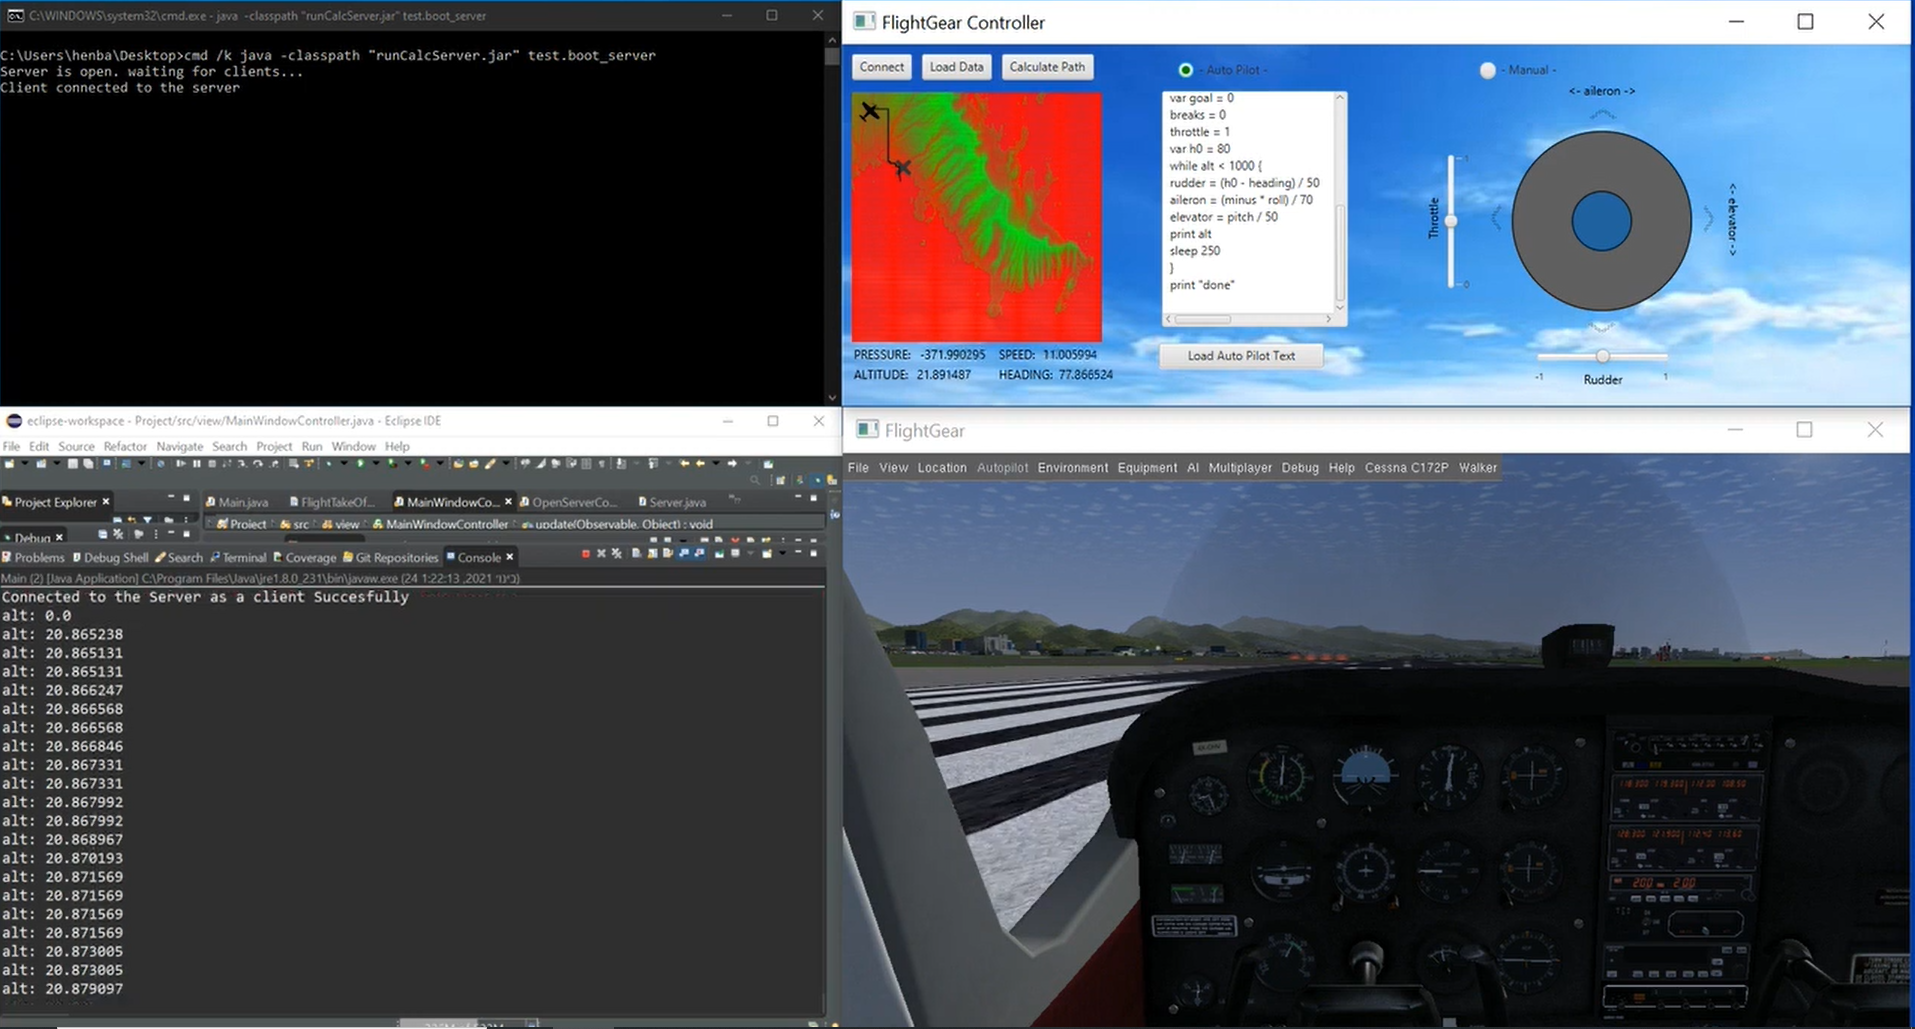 C:\WINDOWS\system32\cmd.exe - java -classpath "runCalcServer.jar" test.boot_server
C:\Users\henba\Desktop>cmd /k java -classpath "runCalcServer.jar" test.boot_server
Server is open. waiting for clients...
Client connected to the server
FlightGear Controller
Connect Load Data Calculate Path
- Auto Pilot -
- Manual -
var goal = 0
breaks = 0
throttle = 1
var h0 = 80
while alt < 1000 {
rudder = (h0 - heading) / 50
aileron = (minus * roll) / 70
elevator = pitch / 50
print alt
sleep 250
}
print "done"
Load Auto Pilot Text
PRESSURE: -371.990295 SPEED: 11.005994
ALTITUDE: 21.891487 HEADING: 77.866524
<- aileron ->
<- elevator ->
Throttle
1
0
-1
1
Rudder
eclipse-workspace - Project/src/view/MainWindowController.java - Eclipse IDE
File Edit Source Refactor Navigate Search Project Run Window Help
Project Explorer
Main.java FlightTakeOf... MainWindowCo... OpenServerCo... Server.java
Project src view MainWindowController update(Observable, Object) : void
Debug
Problems Debug Shell Search Terminal Coverage Git Repositories Console
Main (2) [Java Application] C:\Program Files\Java\jre1.8.0_231\bin\javaw.exe
Connected to the Server as a client Succesfully
alt: 0.0
alt: 20.865238
alt: 20.865131
alt: 20.865131
alt: 20.866247
alt: 20.866568
alt: 20.866568
alt: 20.866846
alt: 20.867331
alt: 20.867331
alt: 20.867992
alt: 20.867992
alt: 20.868967
alt: 20.870193
alt: 20.871569
alt: 20.871569
alt: 20.871569
alt: 20.871569
alt: 20.873005
alt: 20.873005
alt: 20.879097
FlightGear
File View Location Autopilot Environment Equipment AI Multiplayer Debug Help Cessna C172P Walker